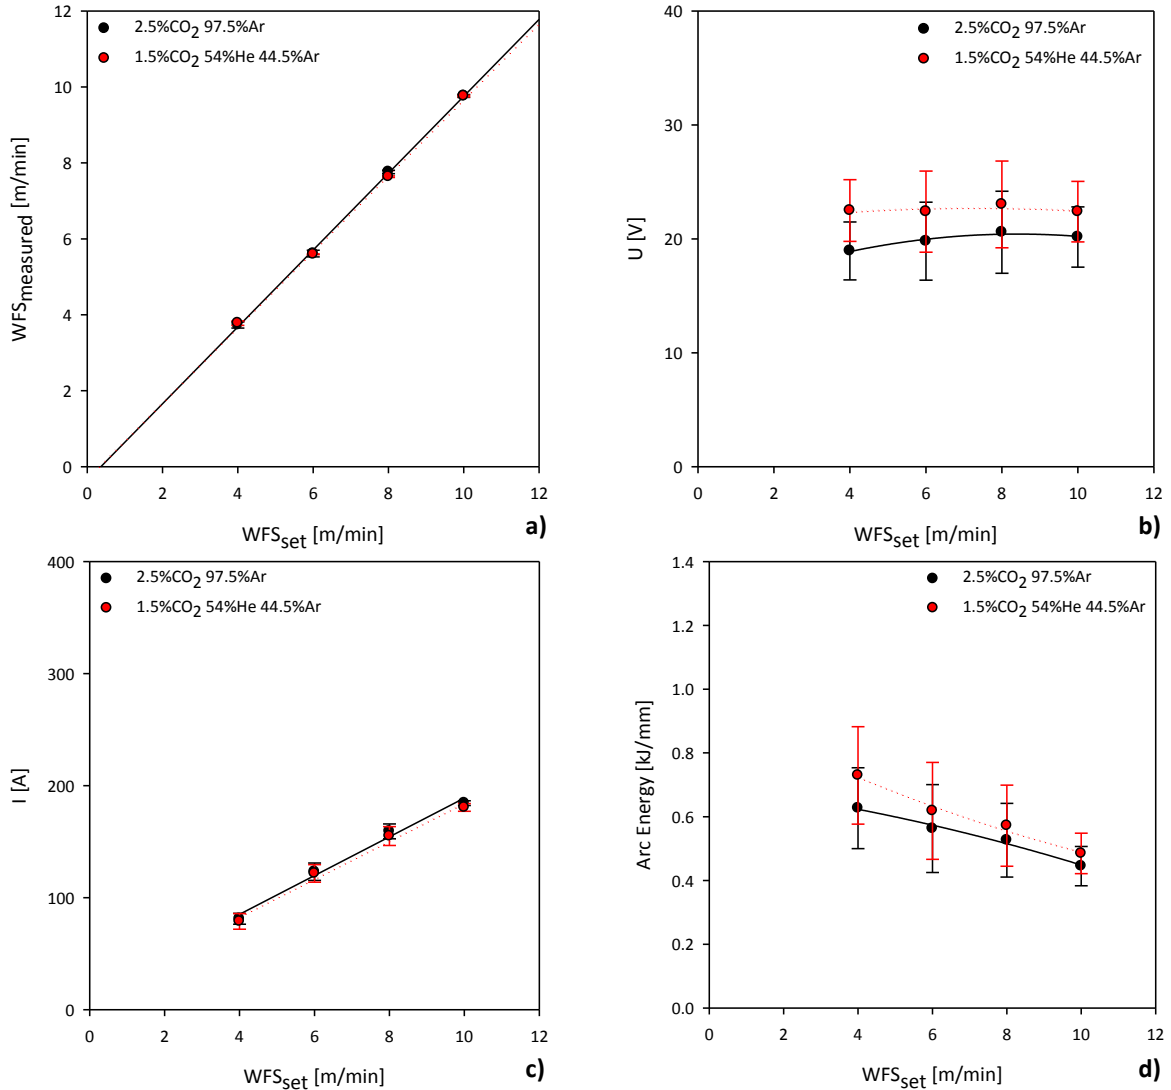 12
10
8
6
4
2
0
WFSmeasured [m/min]
2.5%CO2 97.5%Ar
1.5%CO2 54%He 44.5%Ar
0 2 4 6 8 10 12
WFSset [m/min]
a)
40
30
20
10
0
U [V]
2.5%CO2 97.5%Ar
1.5%CO2 54%He 44.5%Ar
0 2 4 6 8 10 12
WFSset [m/min]
b)
400
300
200
100
0
I [A]
2.5%CO2 97.5%Ar
1.5%CO2 54%He 44.5%Ar
0 2 4 6 8 10 12
WFSset [m/min]
c)
1.4
1.2
1.0
0.8
0.6
0.4
0.2
0.0
Arc Energy [kJ/mm]
2.5%CO2 97.5%Ar
1.5%CO2 54%He 44.5%Ar
0 2 4 6 8 10 12
WFSset [m/min]
d)